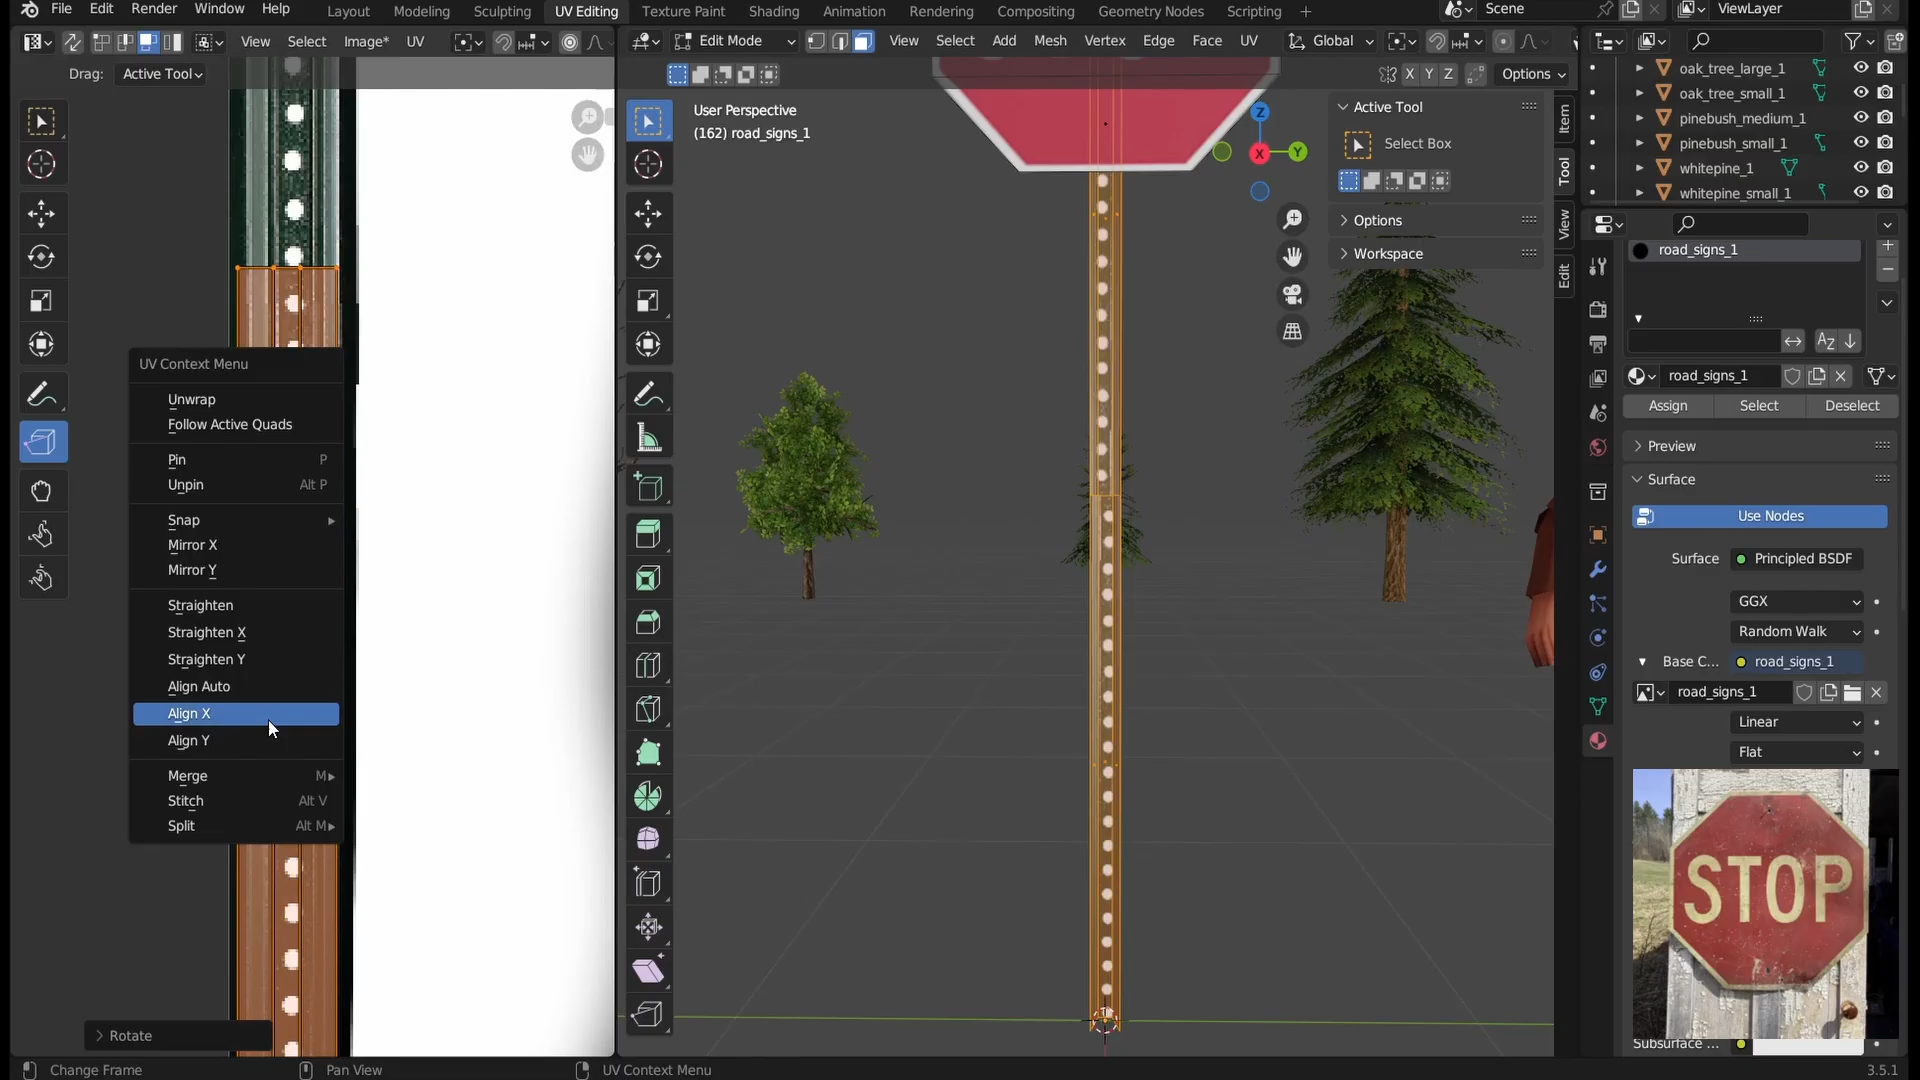 File Edit Render Window Help
Layout Modeling Sculpting UV Editing Texture Paint Shading Animation Rendering Compositing Geometry Nodes Scripting +
Scene ViewLayer
View Select Image* UV
Edit Mode View Select Add Mesh Vertex Edge Face UV Global
Drag: Active Tool
X Y Z Options
User Perspective
(162) road_signs_1
Z
X Y
Active Tool
Select Box
Options
Workspace
Item
Tool
View
Edit
oak_tree_large_1
oak_tree_small_1
pinebush_medium_1
pinebush_small_1
whitepine_1
whitepine_small_1
road_signs_1
road_signs_1
Assign Select Deselect
Preview
Surface
Use Nodes
Surface Principled BSDF
GGX
Random Walk
Base C... road_signs_1
road_signs_1
Linear
Flat
STOP
Subsurface ...
UV Context Menu
Unwrap
Follow Active Quads
Pin P
Unpin Alt P
Snap
Mirror X
Mirror Y
Straighten
Straighten X
Straighten Y
Align Auto
Align X
Align Y
Merge M
Stitch Alt V
Split Alt M
Rotate
Change Frame Pan View UV Context Menu 3.5.1